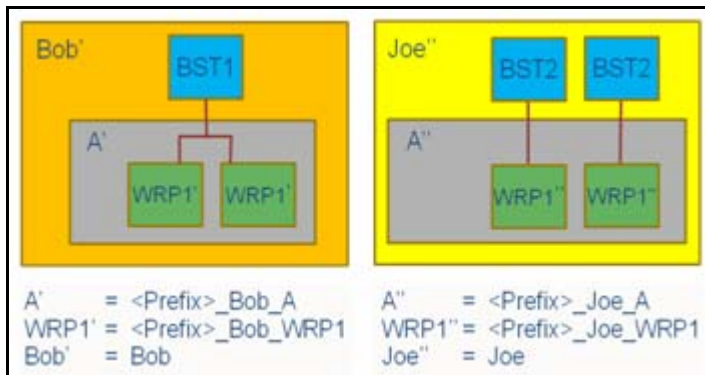 Bob'
BST1
A'
WRP1' WRP1'
A' = <Prefix>_Bob_A
WRP1' = <Prefix>_Bob_WRP1
Bob' = Bob
Joe"
BST2 BST2
A"
WRP1" WRP1"
A" = <Prefix>_Joe_A
WRP1" = <Prefix>_Joe_WRP1
Joe" = Joe